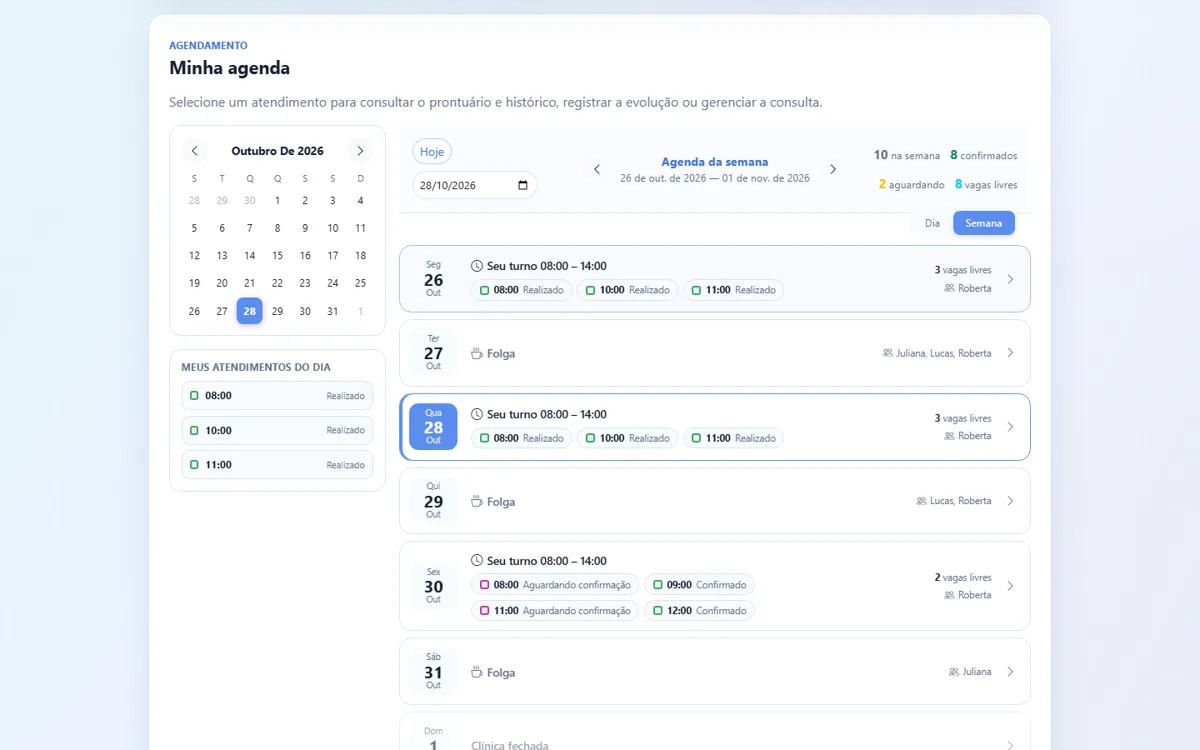 AGENDAMENTO
Minha agenda
Selecione um atendimento para consultar o prontuário e histórico, registrar a evolução ou gerenciar a consulta.
Outubro De 2026
S T Q Q S S D
28 29 30 1 2 3 4
5 6 7 8 9 10 11
12 13 14 15 16 17 18
19 20 21 22 23 24 25
26 27 28 29 30 31 1
MEUS ATENDIMENTOS DO DIA
08:00 Realizado
10:00 Realizado
11:00 Realizado
Hoje
28/10/2026
Agenda da semana
26 de out. de 2026 — 01 de nov. de 2026
10 na semana 8 confirmados
2 aguardando 8 vagas livres
Dia Semana
Seg
26
Out
Seu turno 08:00 – 14:00
08:00 Realizado 10:00 Realizado 11:00 Realizado
3 vagas livres
Roberta
Ter
27
Out
Folga
Juliana, Lucas, Roberta
Qua
28
Out
Seu turno 08:00 – 14:00
08:00 Realizado 10:00 Realizado 11:00 Realizado
3 vagas livres
Roberta
Qui
29
Out
Folga
Lucas, Roberta
Sex
30
Out
Seu turno 08:00 – 14:00
08:00 Aguardando confirmação 09:00 Confirmado
11:00 Aguardando confirmação 12:00 Confirmado
2 vagas livres
Roberta
Sáb
31
Out
Folga
Juliana
Dom
1
Clínica fechada